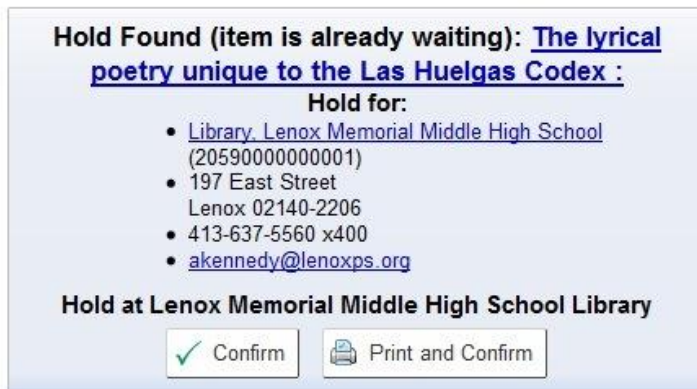 Hold Found (item is already waiting): The lyrical
poetry unique to the Las Huelgas Codex :
Hold for:
• Library, Lenox Memorial Middle High School
(20590000000001)
• 197 East Street
Lenox 02140-2206
• 413-637-5560 x400
• akennedy@lenoxps.org
Hold at Lenox Memorial Middle High School Library
Confirm
Print and Confirm